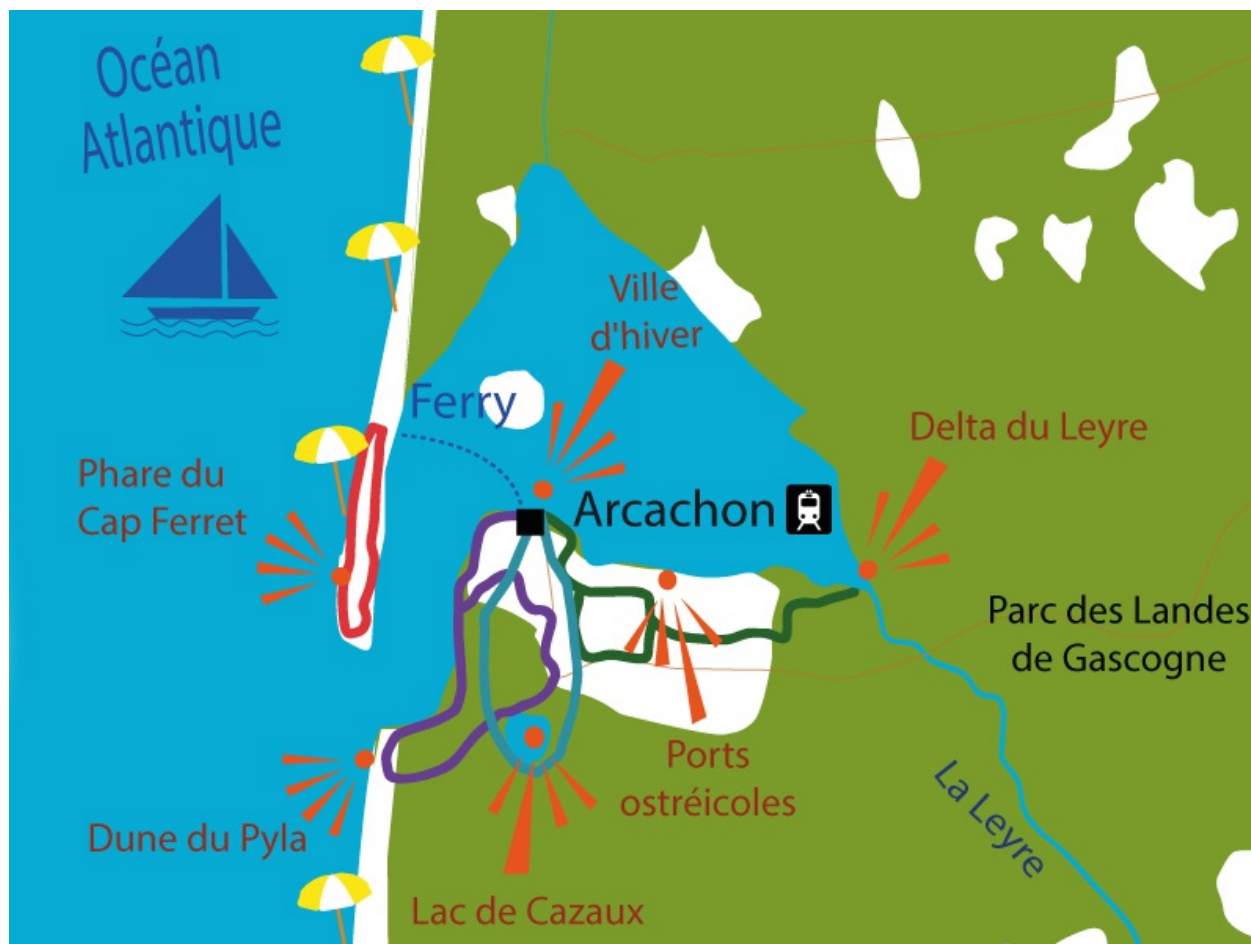 Océan
Atlantique
Ville
d'hiver
Ferry
Delta du Leyre
Phare du
Cap Ferret
Arcachon
Parc des Landes
de Gascogne
Ports
ostréicoles
La Leyre
Dune du Pyla
Lac de Cazaux